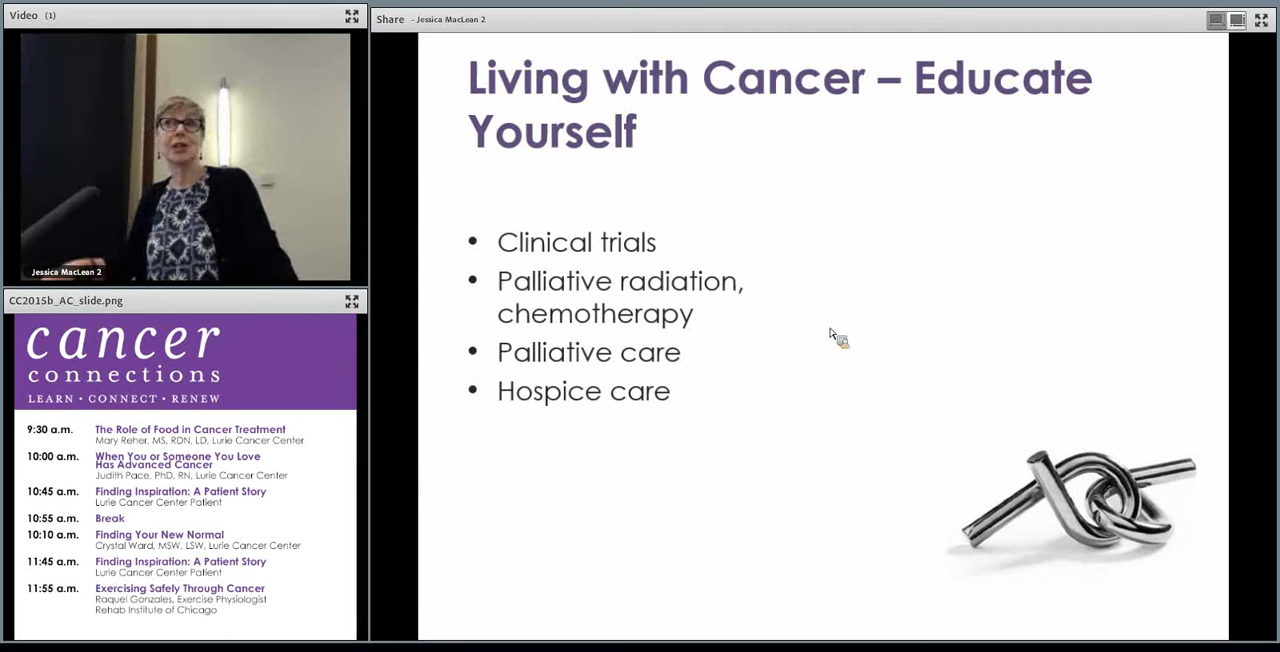 Video (1)
Jessica MacLean 2
CC2015b_AC_slide.png
cancer
connections
LEARN • CONNECT • RENEW
9:30 a.m. The Role of Food in Cancer Treatment
Mary Reher, MS, RDN, LD, Lurie Cancer Center
10:00 a.m. When You or Someone You Love
Has Advanced Cancer
Judith Pace, PhD, RN, Lurie Cancer Center
10:45 a.m. Finding Inspiration: A Patient Story
Lurie Cancer Center Patient
10:55 a.m. Break
10:10 a.m. Finding Your New Normal
Crystal Ward, MSW, LSW, Lurie Cancer Center
11:45 a.m. Finding Inspiration: A Patient Story
Lurie Cancer Center Patient
11:55 a.m. Exercising Safely Through Cancer
Raquel Gonzales, Exercise Physiologist
Rehab Institute of Chicago
Share - Jessica MacLean 2
Living with Cancer – Educate
Yourself
• Clinical trials
• Palliative radiation,
chemotherapy
• Palliative care
• Hospice care